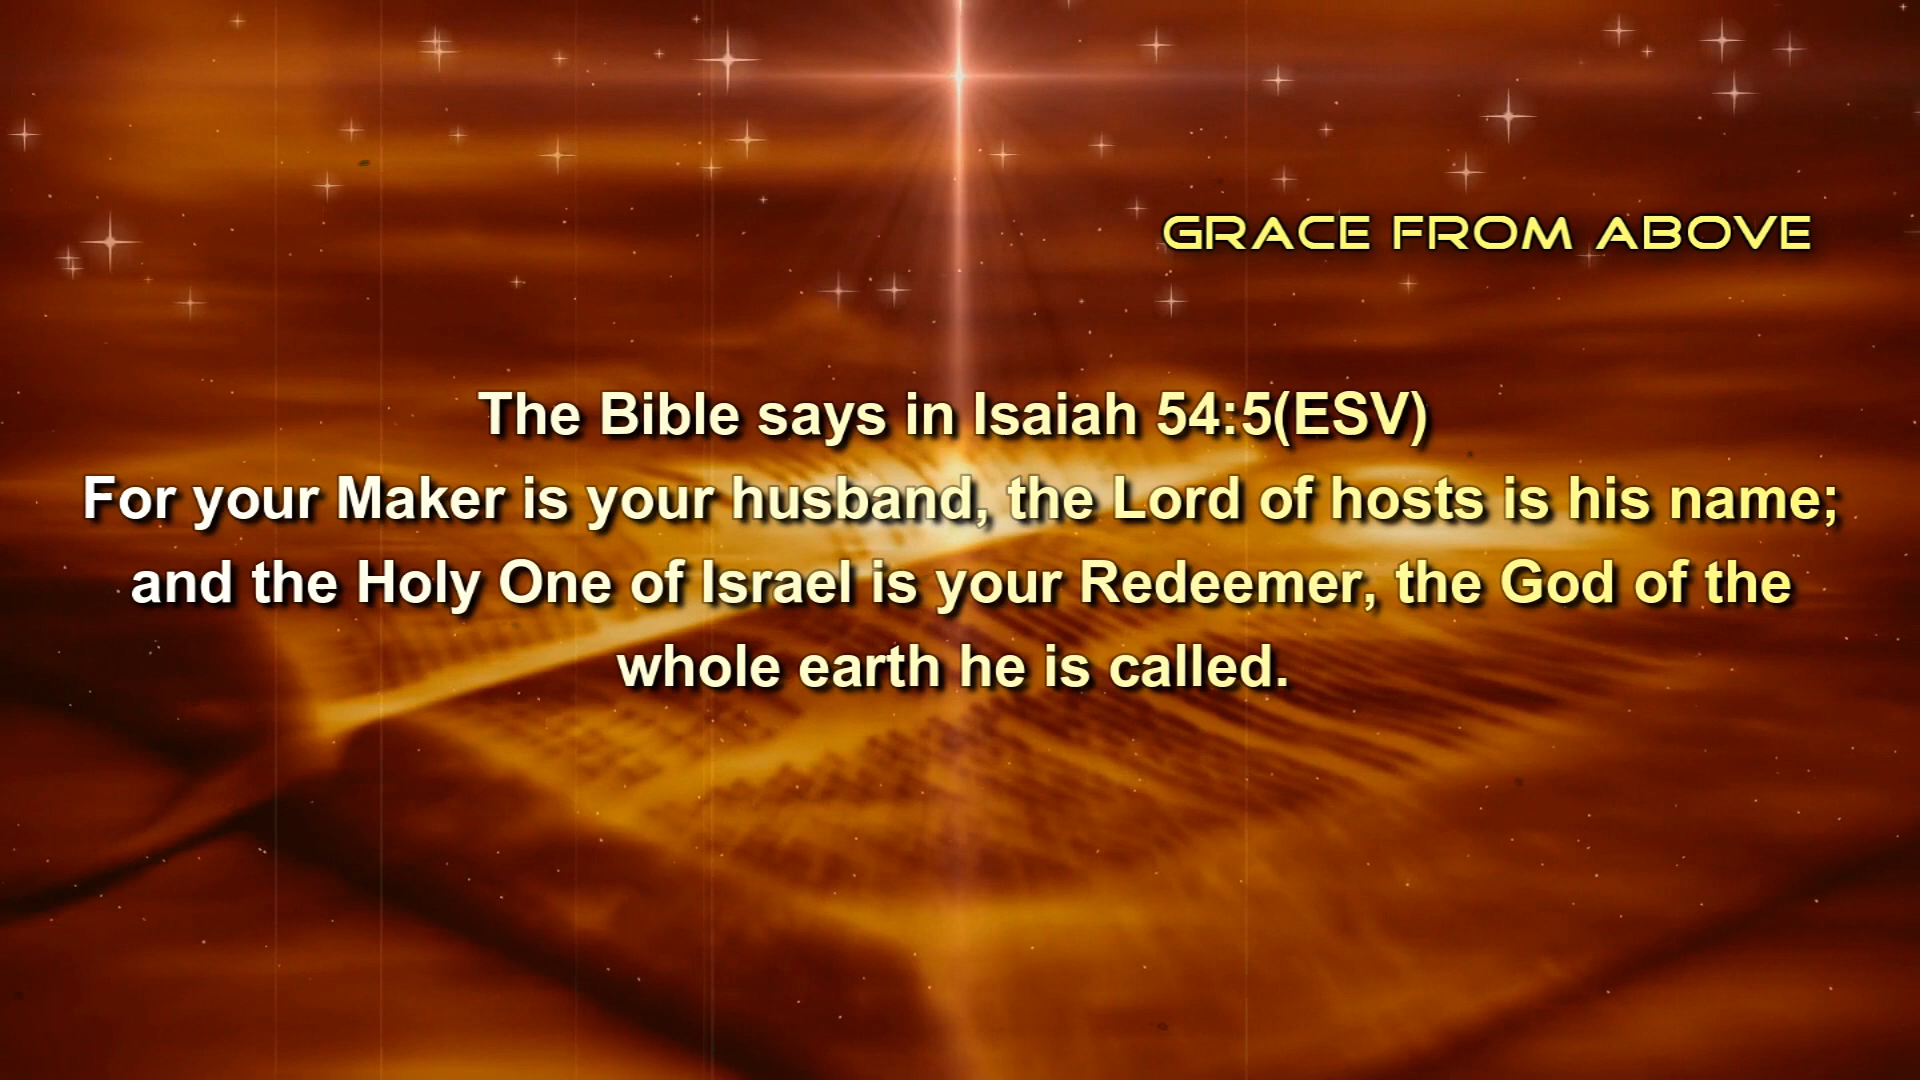 GRACE FROM ABOVE
The Bible says in Isaiah 54:5(ESV)
For your Maker is your husband, the Lord of hosts is his name;
and the Holy One of Israel is your Redeemer, the God of the
whole earth he is called.